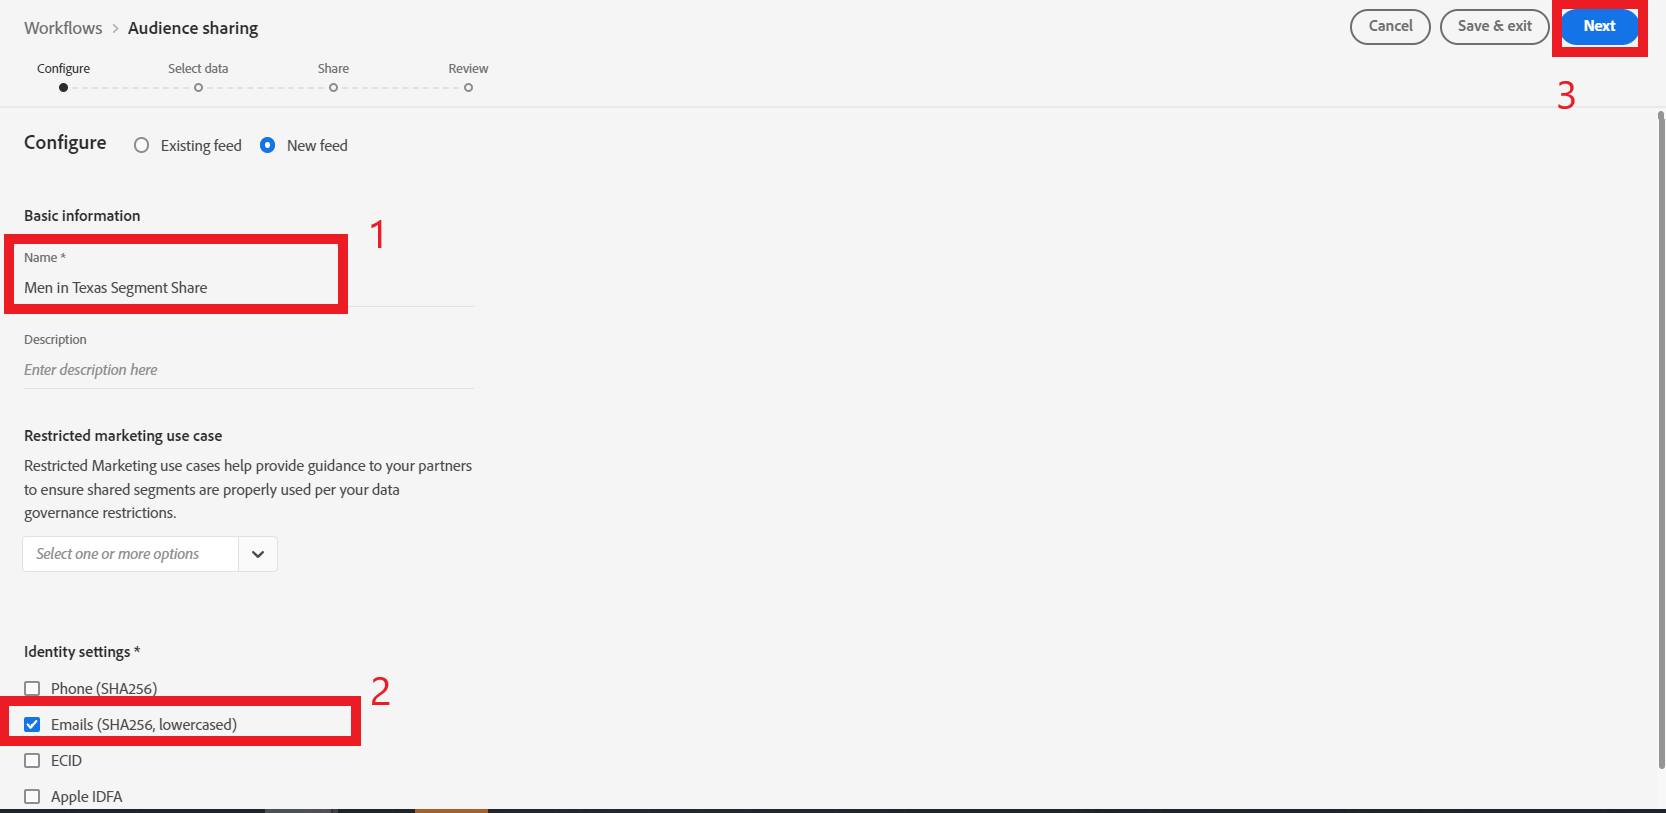 Workflows > Audience sharing
Cancel
Save & exit
Next
3
Configure
Select data
Share
Review
Configure
Existing feed
New feed
Basic information
1
Name *
Men in Texas Segment Share
Description
Enter description here
Restricted marketing use case
Restricted Marketing use cases help provide guidance to your partners
to ensure shared segments are properly used per your data
governance restrictions.
Select one or more options
Identity settings *
Phone (SHA256)
2
Emails (SHA256, lowercased)
ECID
Apple IDFA